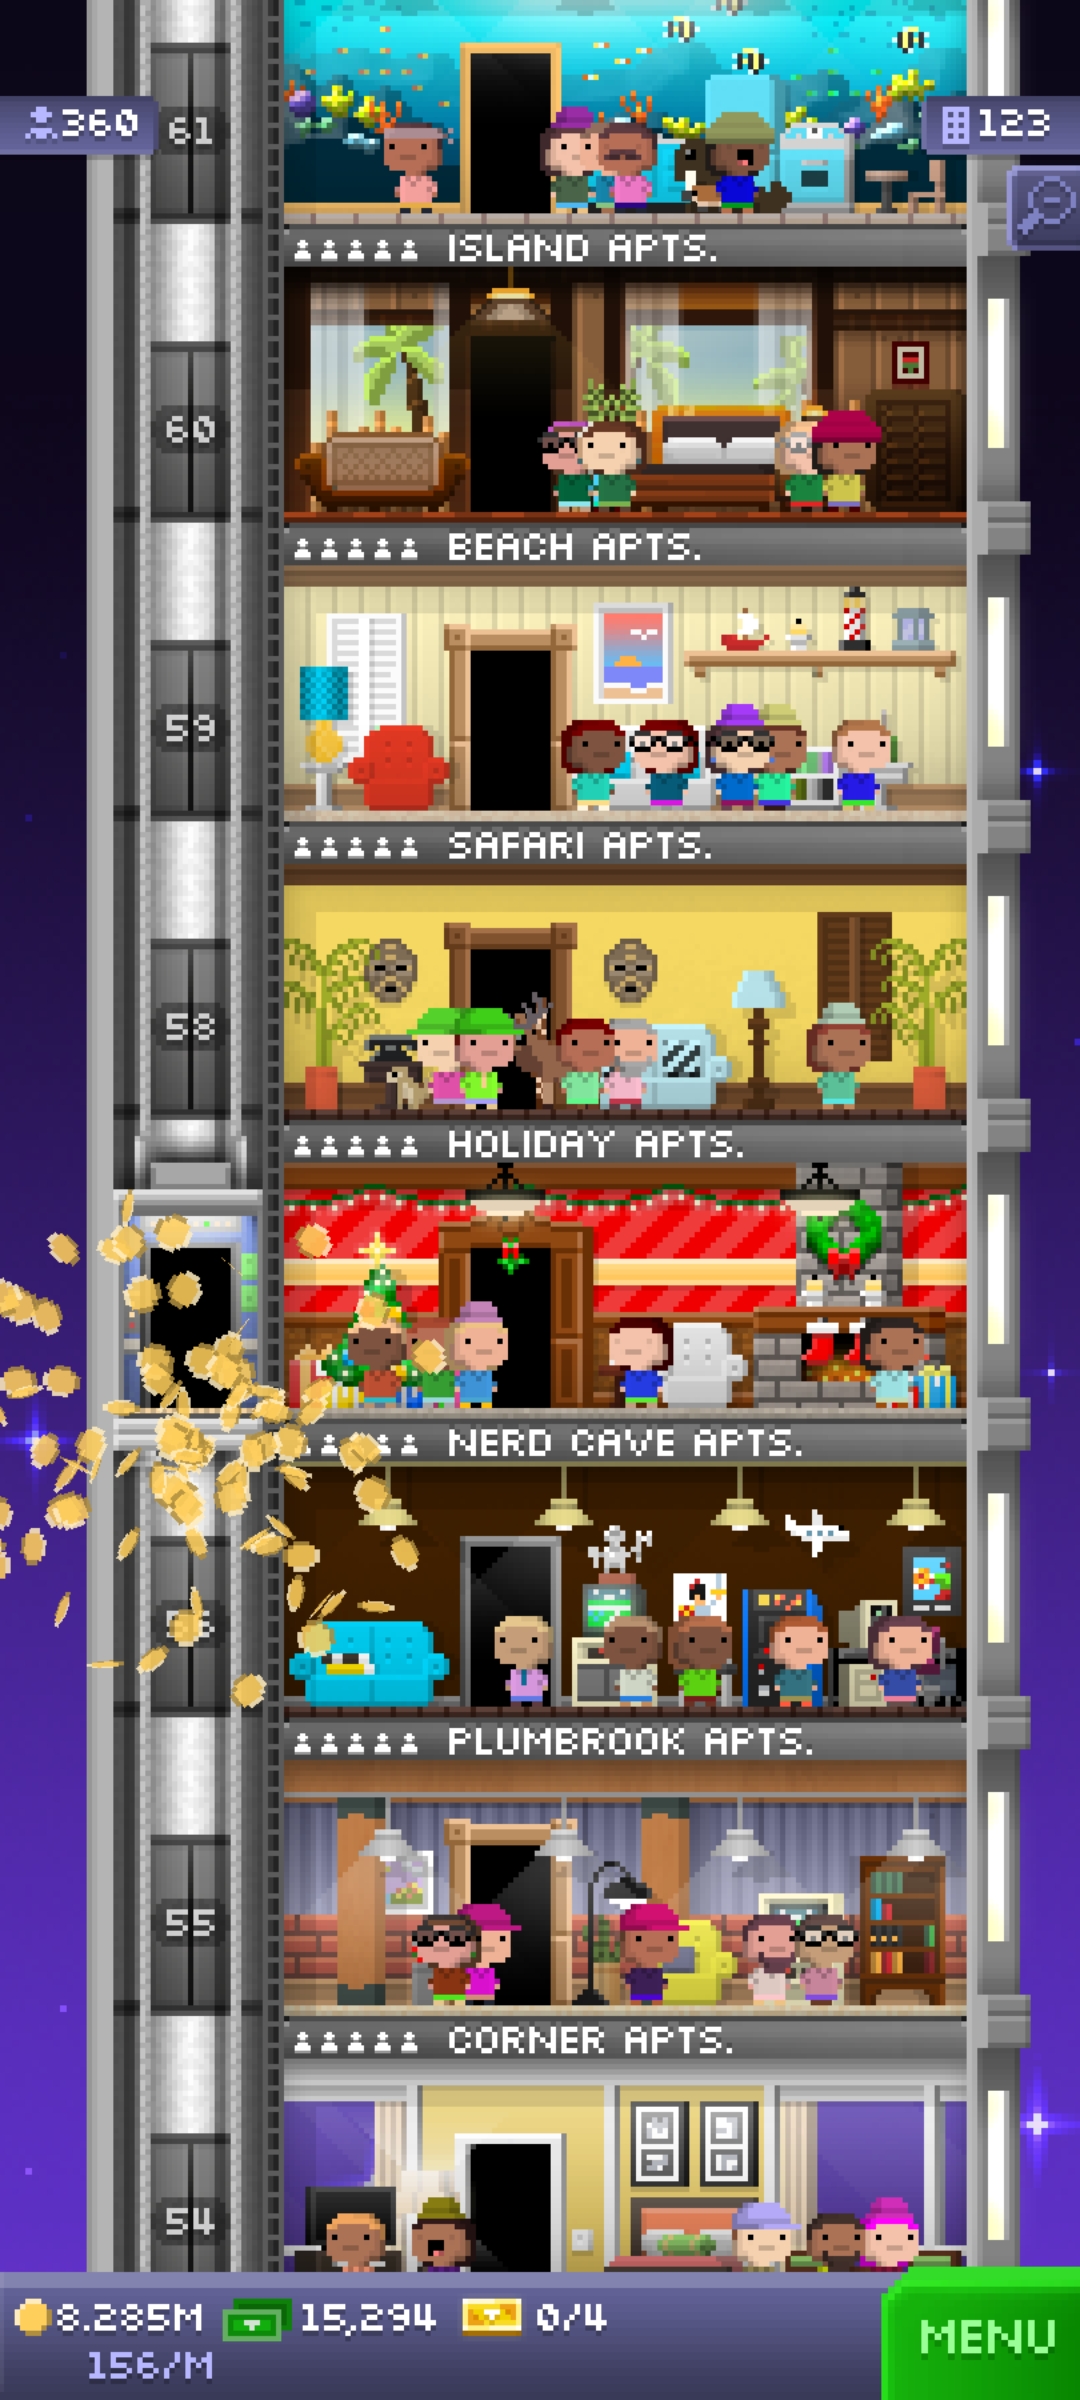 360
61
123
ISLAND APTS.
60
BEACH APTS.
59
SAFARI APTS.
58
HOLIDAY APTS.
NERD CAVE APTS.
PLUMBROOK APTS.
55
CORNER APTS.
54
8.285M 15,294 0/4
156/M
MENU